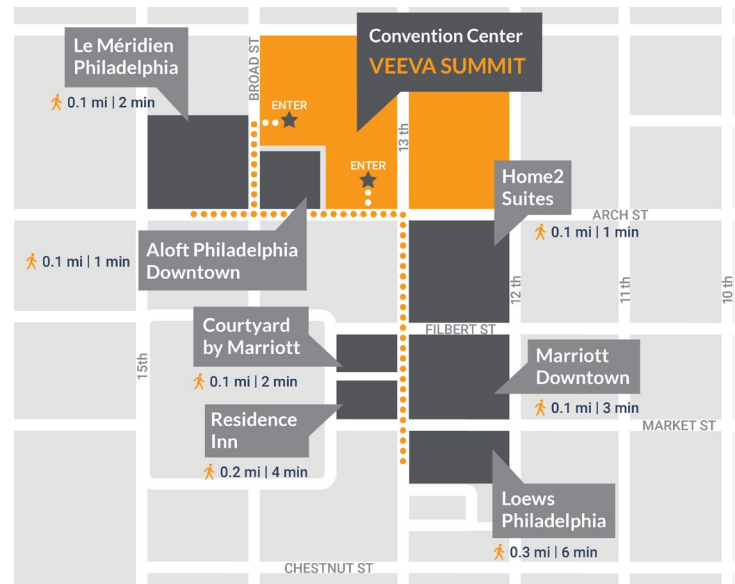 Le Méridien
Philadelphia
0.1 mi | 2 min
BROAD ST
Convention Center
VEEVA SUMMIT
ENTER
ENTER
13 th
Home2
Suites
ARCH ST
0.1 mi | 1 min
Aloft Philadelphia
Downtown
0.1 mi | 1 min
12 th
11th
10 th
15th
Courtyard
by Marriott
0.1 mi | 2 min
FILBERT ST
Marriott
Downtown
0.1 mi | 3 min
MARKET ST
Residence
Inn
0.2 mi | 4 min
Loews
Philadelphia
0.3 mi | 6 min
CHESTNUT ST